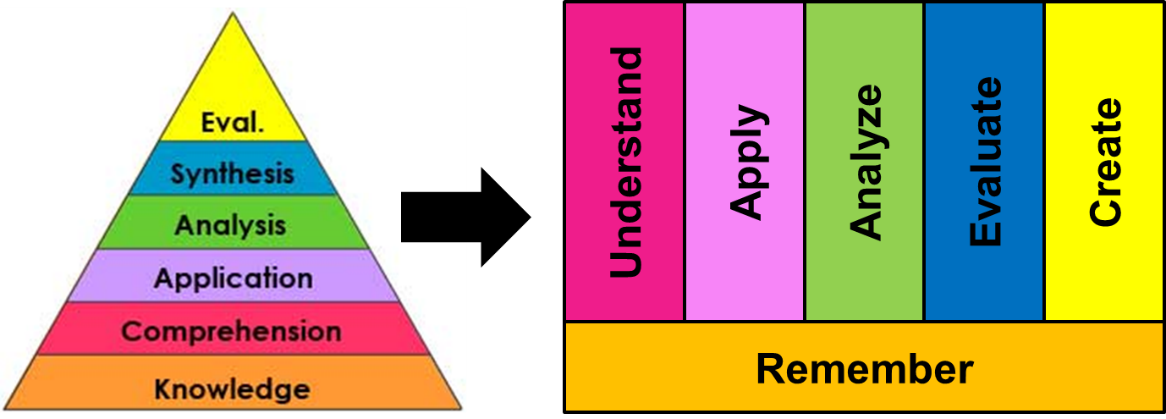 Eval.
Synthesis
Analysis
Application
Comprehension
Knowledge
Understand
Apply
Analyze
Evaluate
Create
Remember